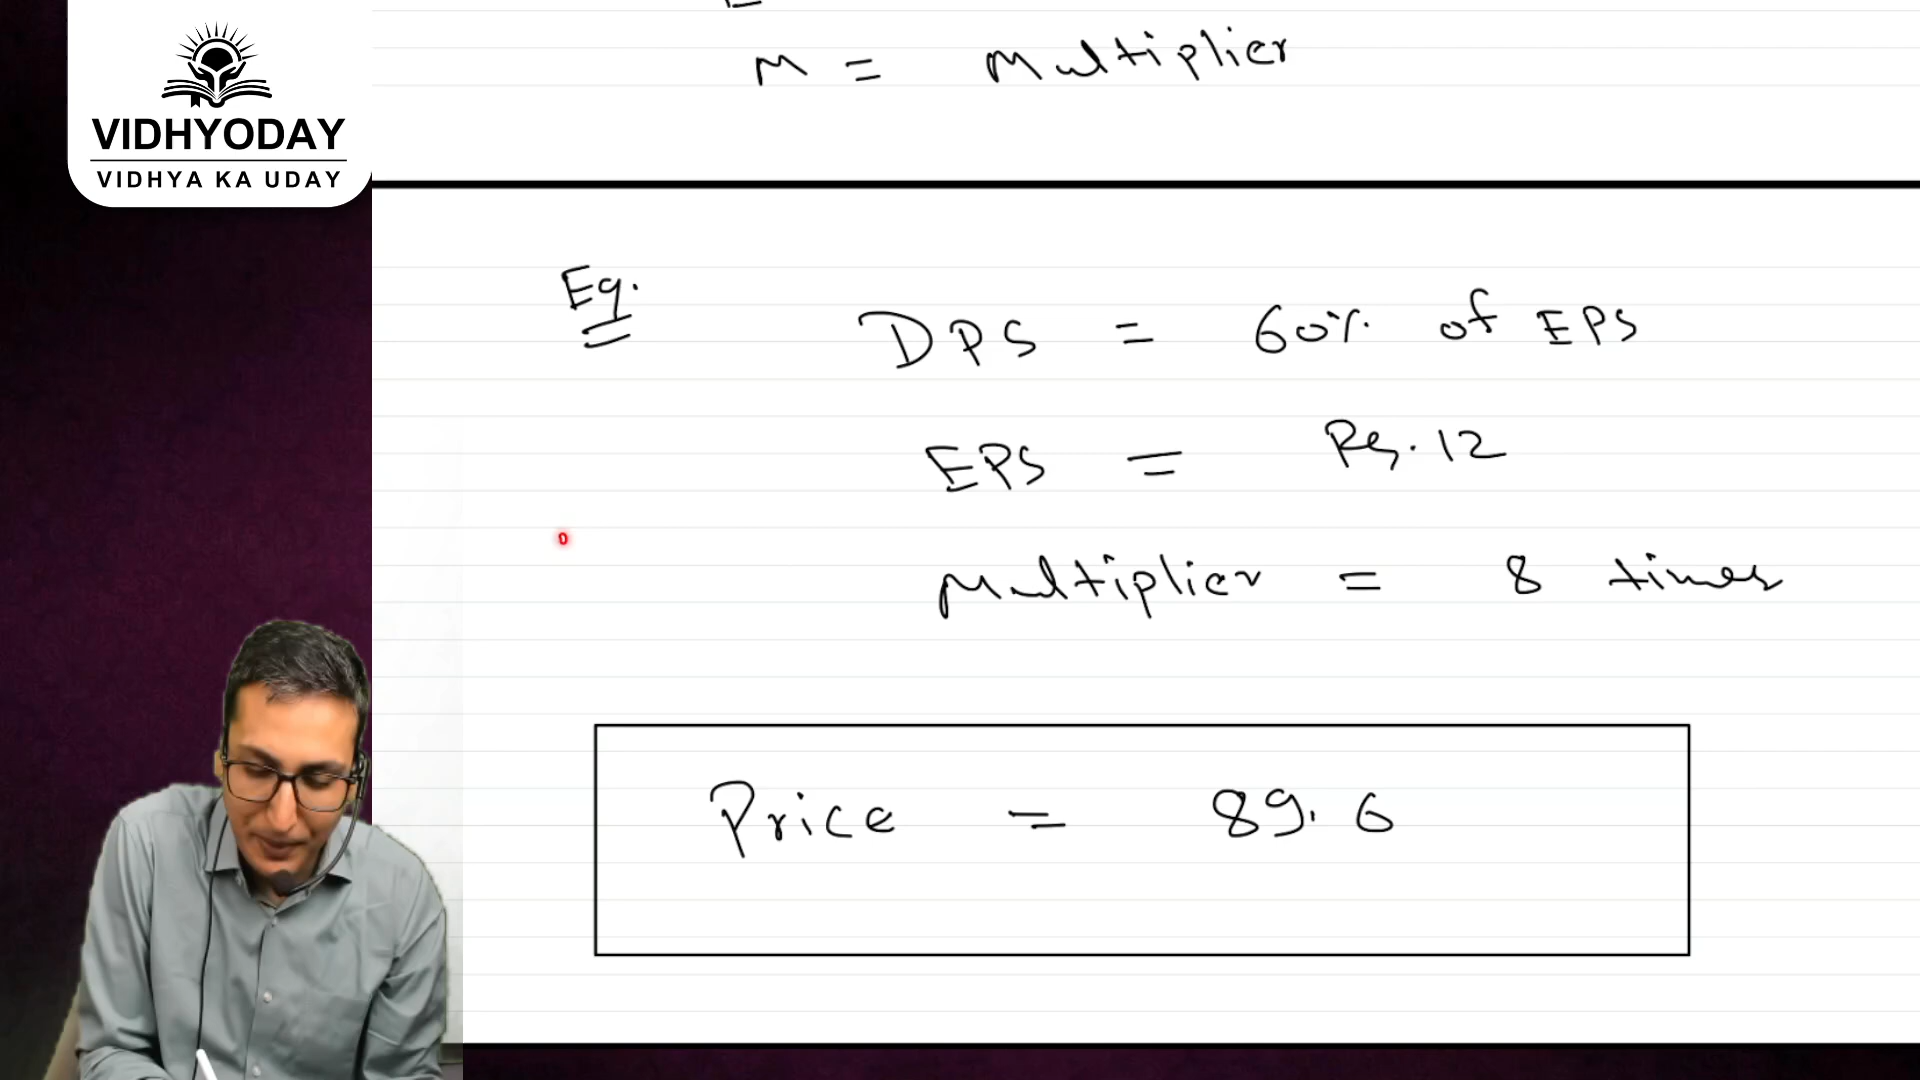 VIDHYODAY
VIDHYA KA UDAY
M = Multiplier
Eg.
DPS = 60% of EPS
EPS = Rs. 12
Multiplier = 8 times
Price = 89.6